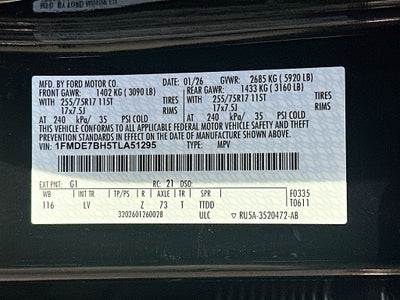 MFD. BY FORD MOTOR CO. 01/26 GVWR: 2685 KG ( 5920 LB)
FRONT GAWR: 1402 KG ( 3090 LB) REAR GAWR: 1433 KG ( 3160 LB)
WITH 255/75R17 115T TIRES WITH 255/75R17 115T TIRES
17x7.5J RIMS 17x7.5J RIMS
AT 240 kPa/ 35 PSI COLD AT 240 kPa/ 35 PSI COLD
THIS VEHICLE CONFORMS TO ALL APPLICABLE FEDERAL MOTOR VEHICLE SAFETY AND THEFT
PREVENTION STANDARDS IN EFFECT ON THE DATE OF MANUFACTURE SHOWN ABOVE.
VIN: 1FMDE7BH5TLA51295 TYPE: MPV
EXT PNT: G1 RC: 21 DSO: F0335
WB INT TR TP/PS R AXLE TR SPR T0611
116 LV Z 73 T TTDD
3202601260028 ULC RU5A-3520472-AB